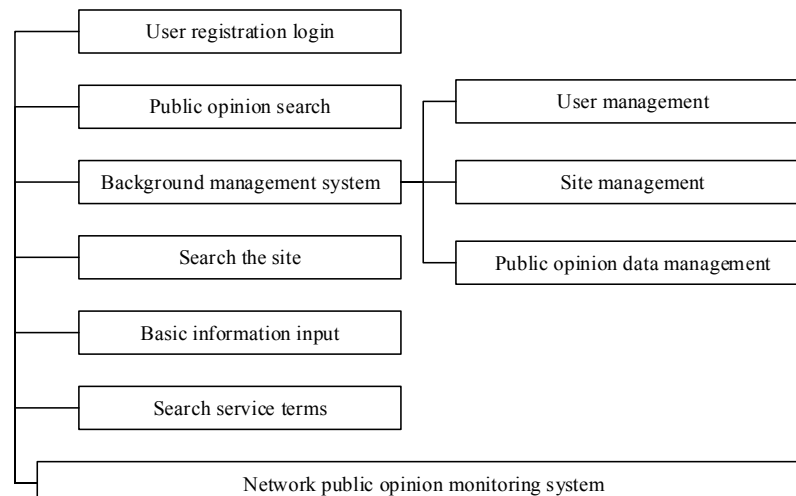 User registration login
Public opinion search
User management
Background management system
Site management
Search the site
Public opinion data management
Basic information input
Search service terms
Network public opinion monitoring system